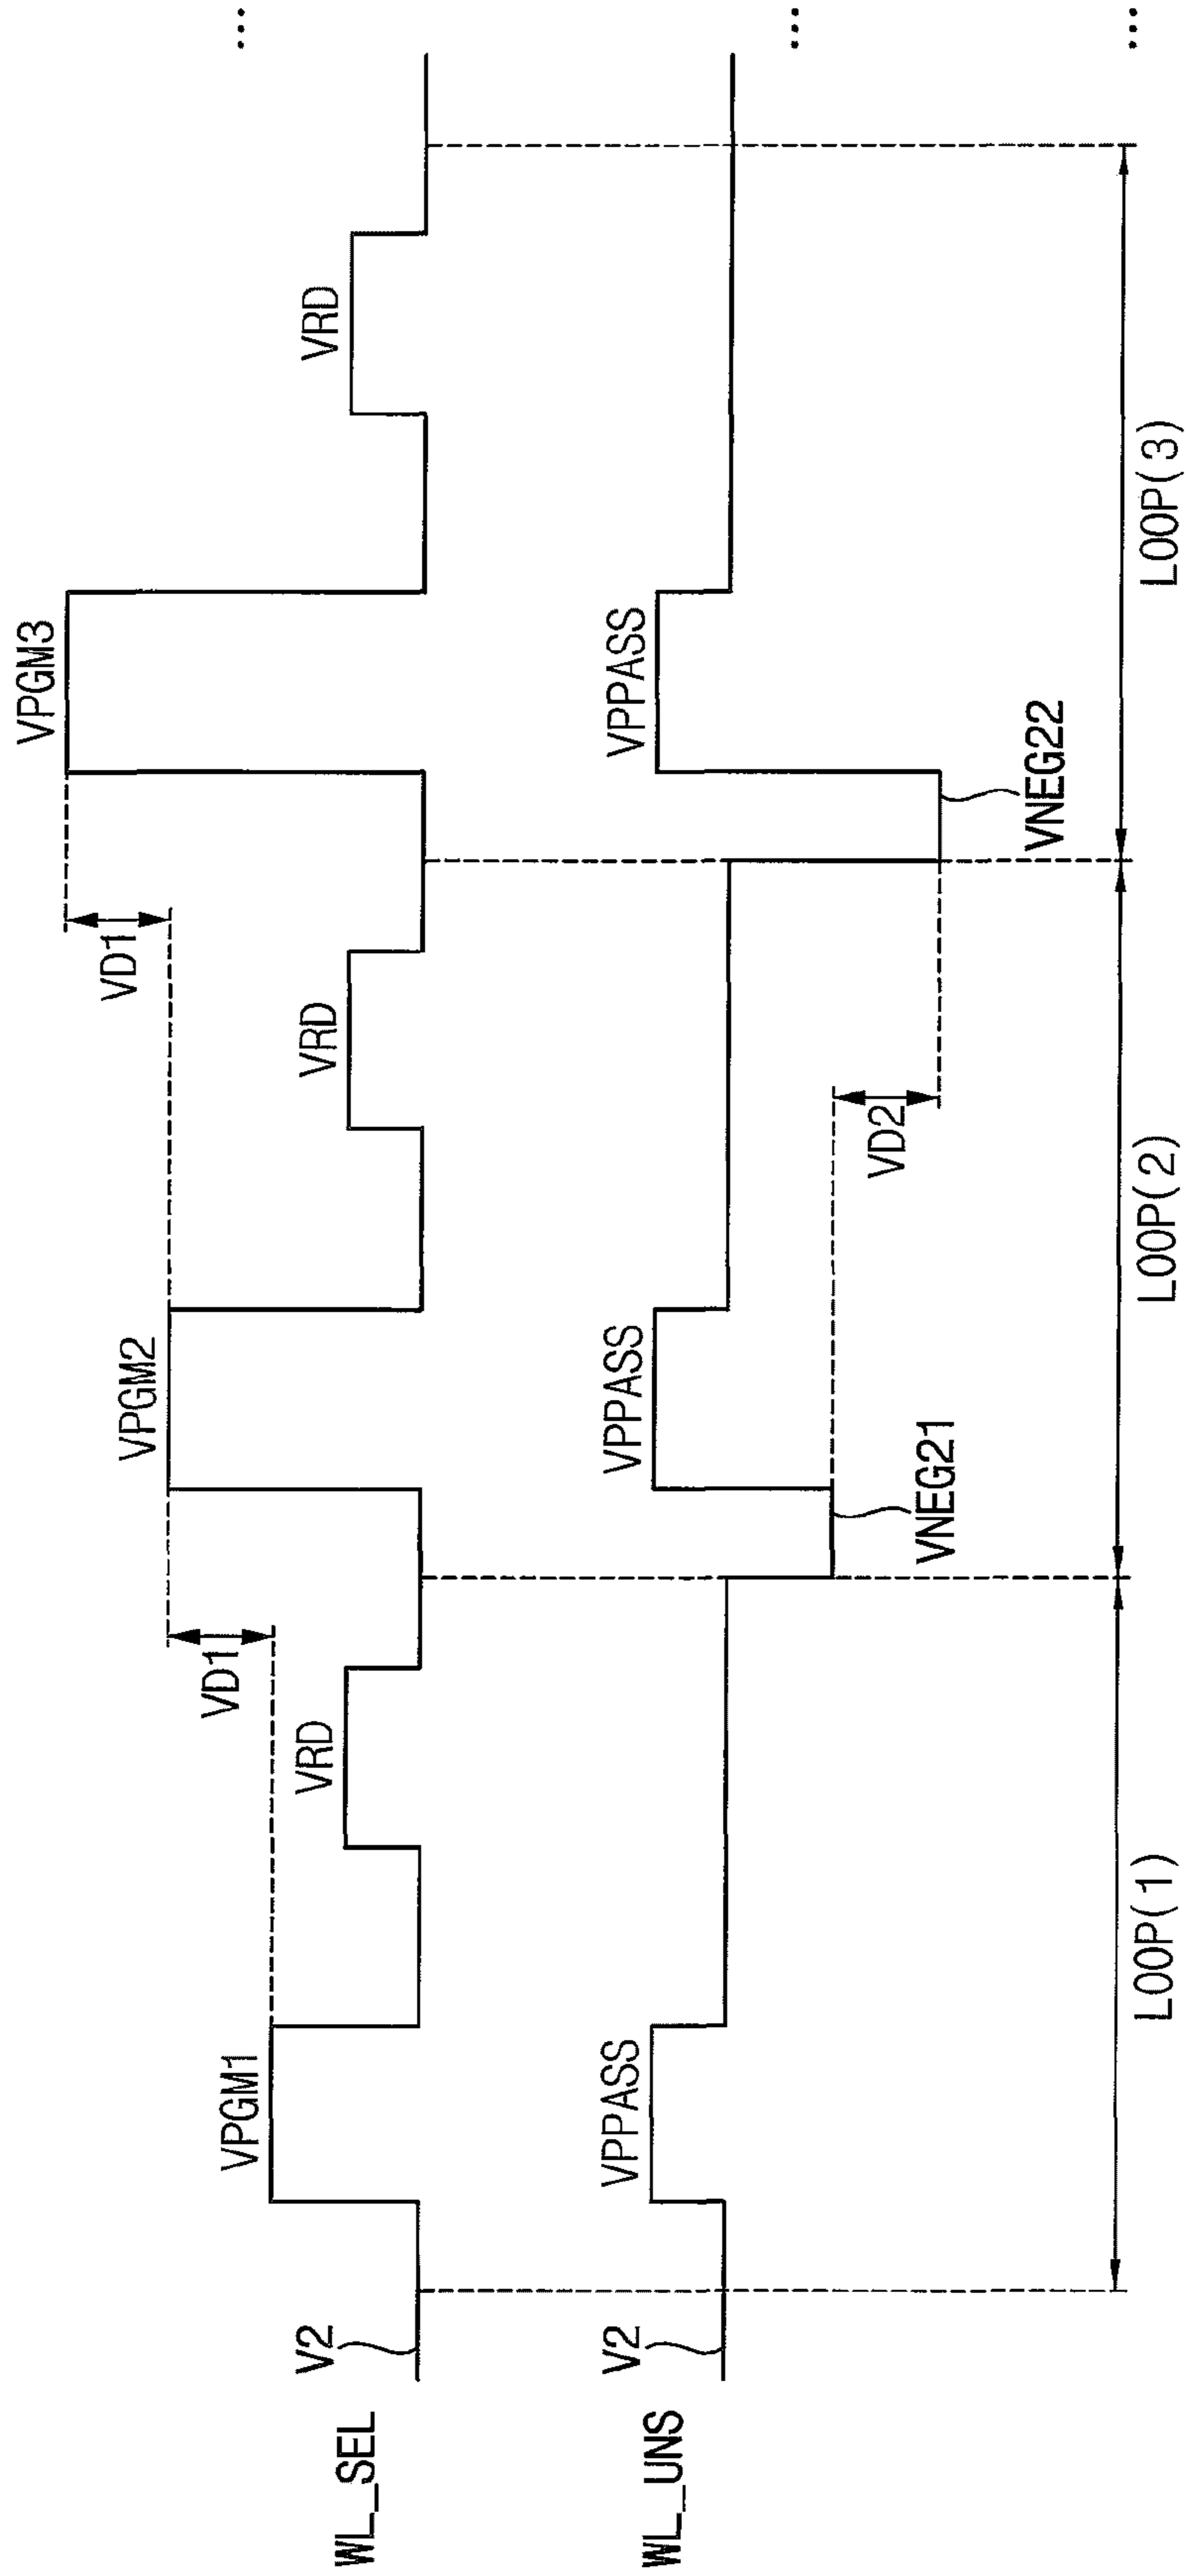 WL_SEL
V2
VPGM1
VRD
VD1
VPGM2
VRD
VD1
VPGM3
VRD
...
WL_UNS
V2
VPPASS
VNEG21
VPPASS
VD2
VNEG22
VPPASS
...
LOOP(1)
LOOP(2)
LOOP(3)
...